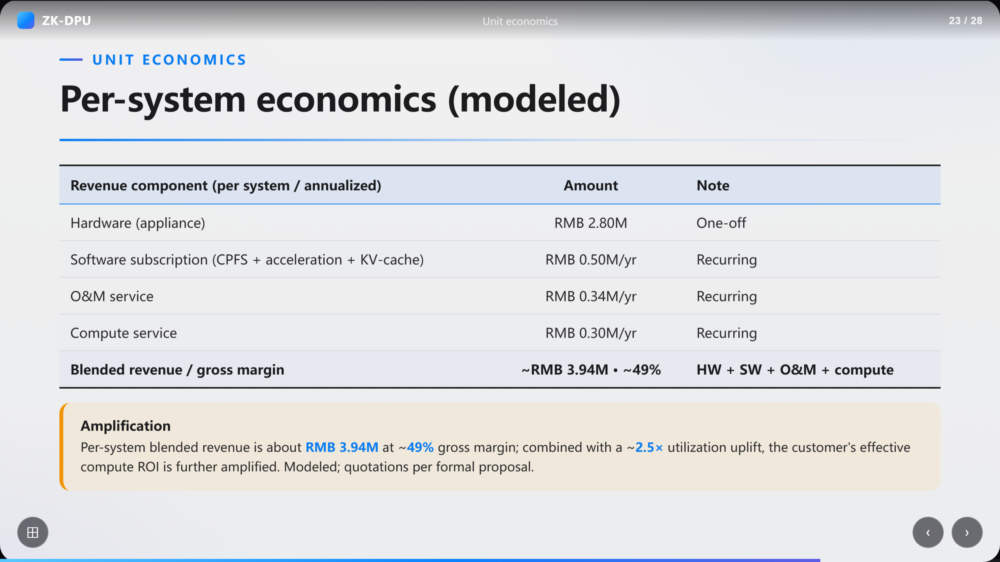 ZK-DPU
Unit economics
23 / 28
UNIT ECONOMICS
Per-system economics (modeled)
Revenue component (per system / annualized) Amount Note
Hardware (appliance) RMB 2.80M One-off
Software subscription (CPFS + acceleration + KV-cache) RMB 0.50M/yr Recurring
O&M service RMB 0.34M/yr Recurring
Compute service RMB 0.30M/yr Recurring
Blended revenue / gross margin ~RMB 3.94M • ~49% HW + SW + O&M + compute
Amplification
Per-system blended revenue is about RMB 3.94M at ~49% gross margin; combined with a ~2.5× utilization uplift, the customer's effective
compute ROI is further amplified. Modeled; quotations per formal proposal.